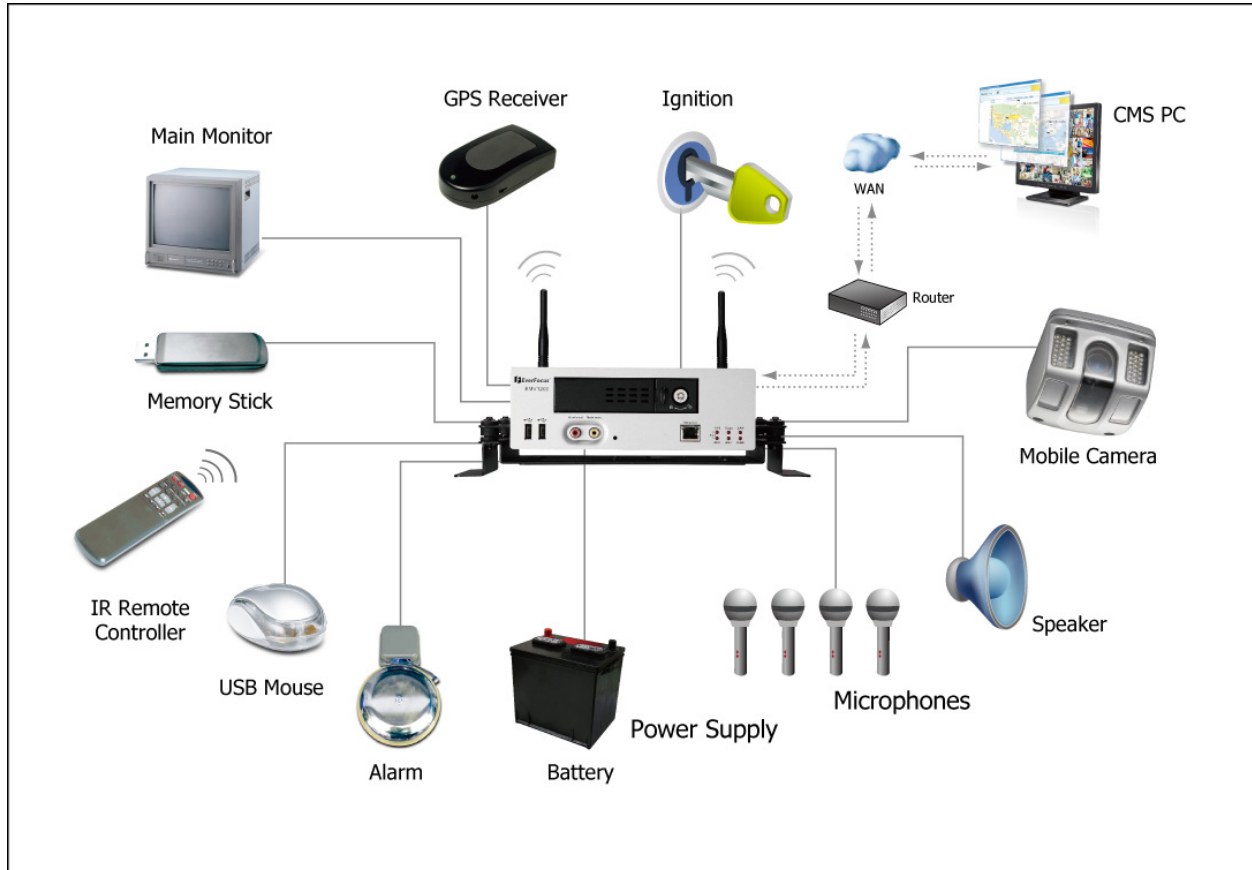 GPS Receiver
Ignition
CMS PC
Main Monitor
WAN
Router
EverFocus
Memory Stick
Mobile Camera
IR Remote
Controller
Speaker
USB Mouse
Microphones
Power Supply
Alarm
Battery